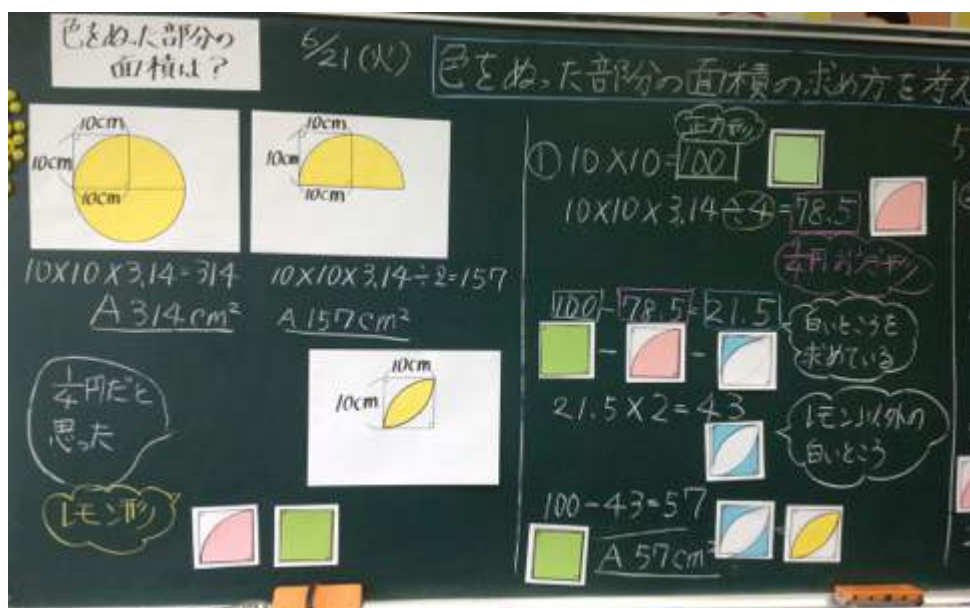 色をぬった部分の
面積は？
6/21(火)
色をぬった部分の面積の求め方を考え
10cm
10cm
10cm
10cm
10cm
10cm
10×10×3.14=314
A 314cm²
10×10×3.14÷2=157
A 157cm²
1/4円だと
思った
レモン形
10cm
10cm
正方形
① 10×10=100
10×10×3.14÷4=78.5
1/4円
100-78.5=21.5
白いところを
求めている
21.5×2=43
レモン以外の
白いところ
100-43=57
A 57cm²